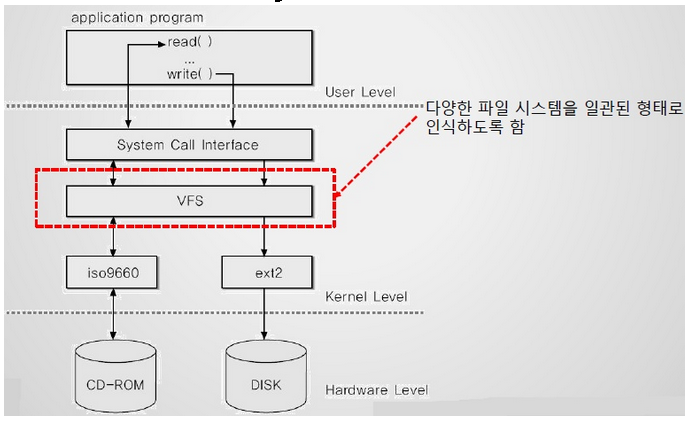 application program
read( )
...
write( )
User Level
다양한 파일 시스템을 일관된 형태로
인식하도록 함
System Call Interface
VFS
iso9660
ext2
Kernel Level
CD-ROM
DISK
Hardware Level